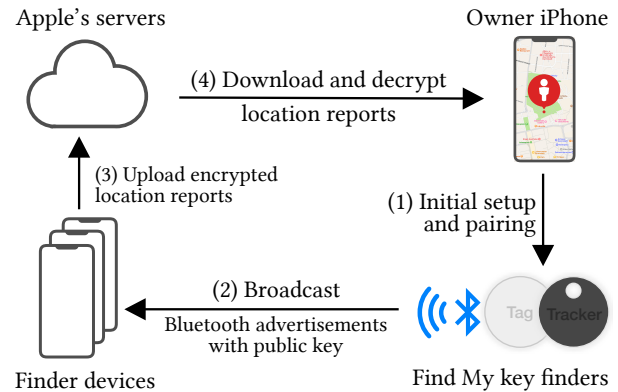 Apple's servers
Owner iPhone
(4) Download and decrypt
location reports
(3) Upload encrypted
location reports
(1) Initial setup
and pairing
(2) Broadcast
Bluetooth advertisements
with public key
Tag
Tracker
Finder devices
Find My key finders